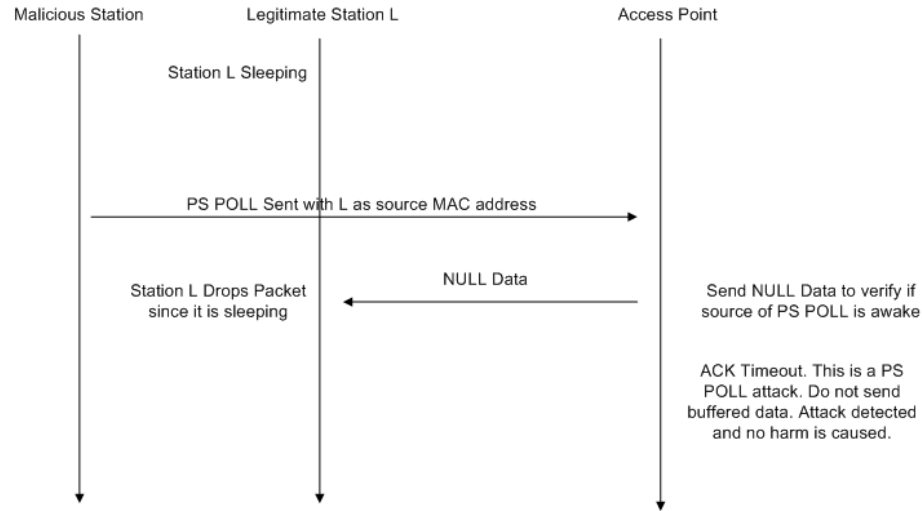 Malicious Station
Legitimate Station L
Access Point
Station L Sleeping
PS POLL Sent with L as source MAC address
NULL Data
Station L Drops Packet
since it is sleeping
Send NULL Data to verify if
source of PS POLL is awake
ACK Timeout. This is a PS
POLL attack. Do not send
buffered data. Attack detected
and no harm is caused.